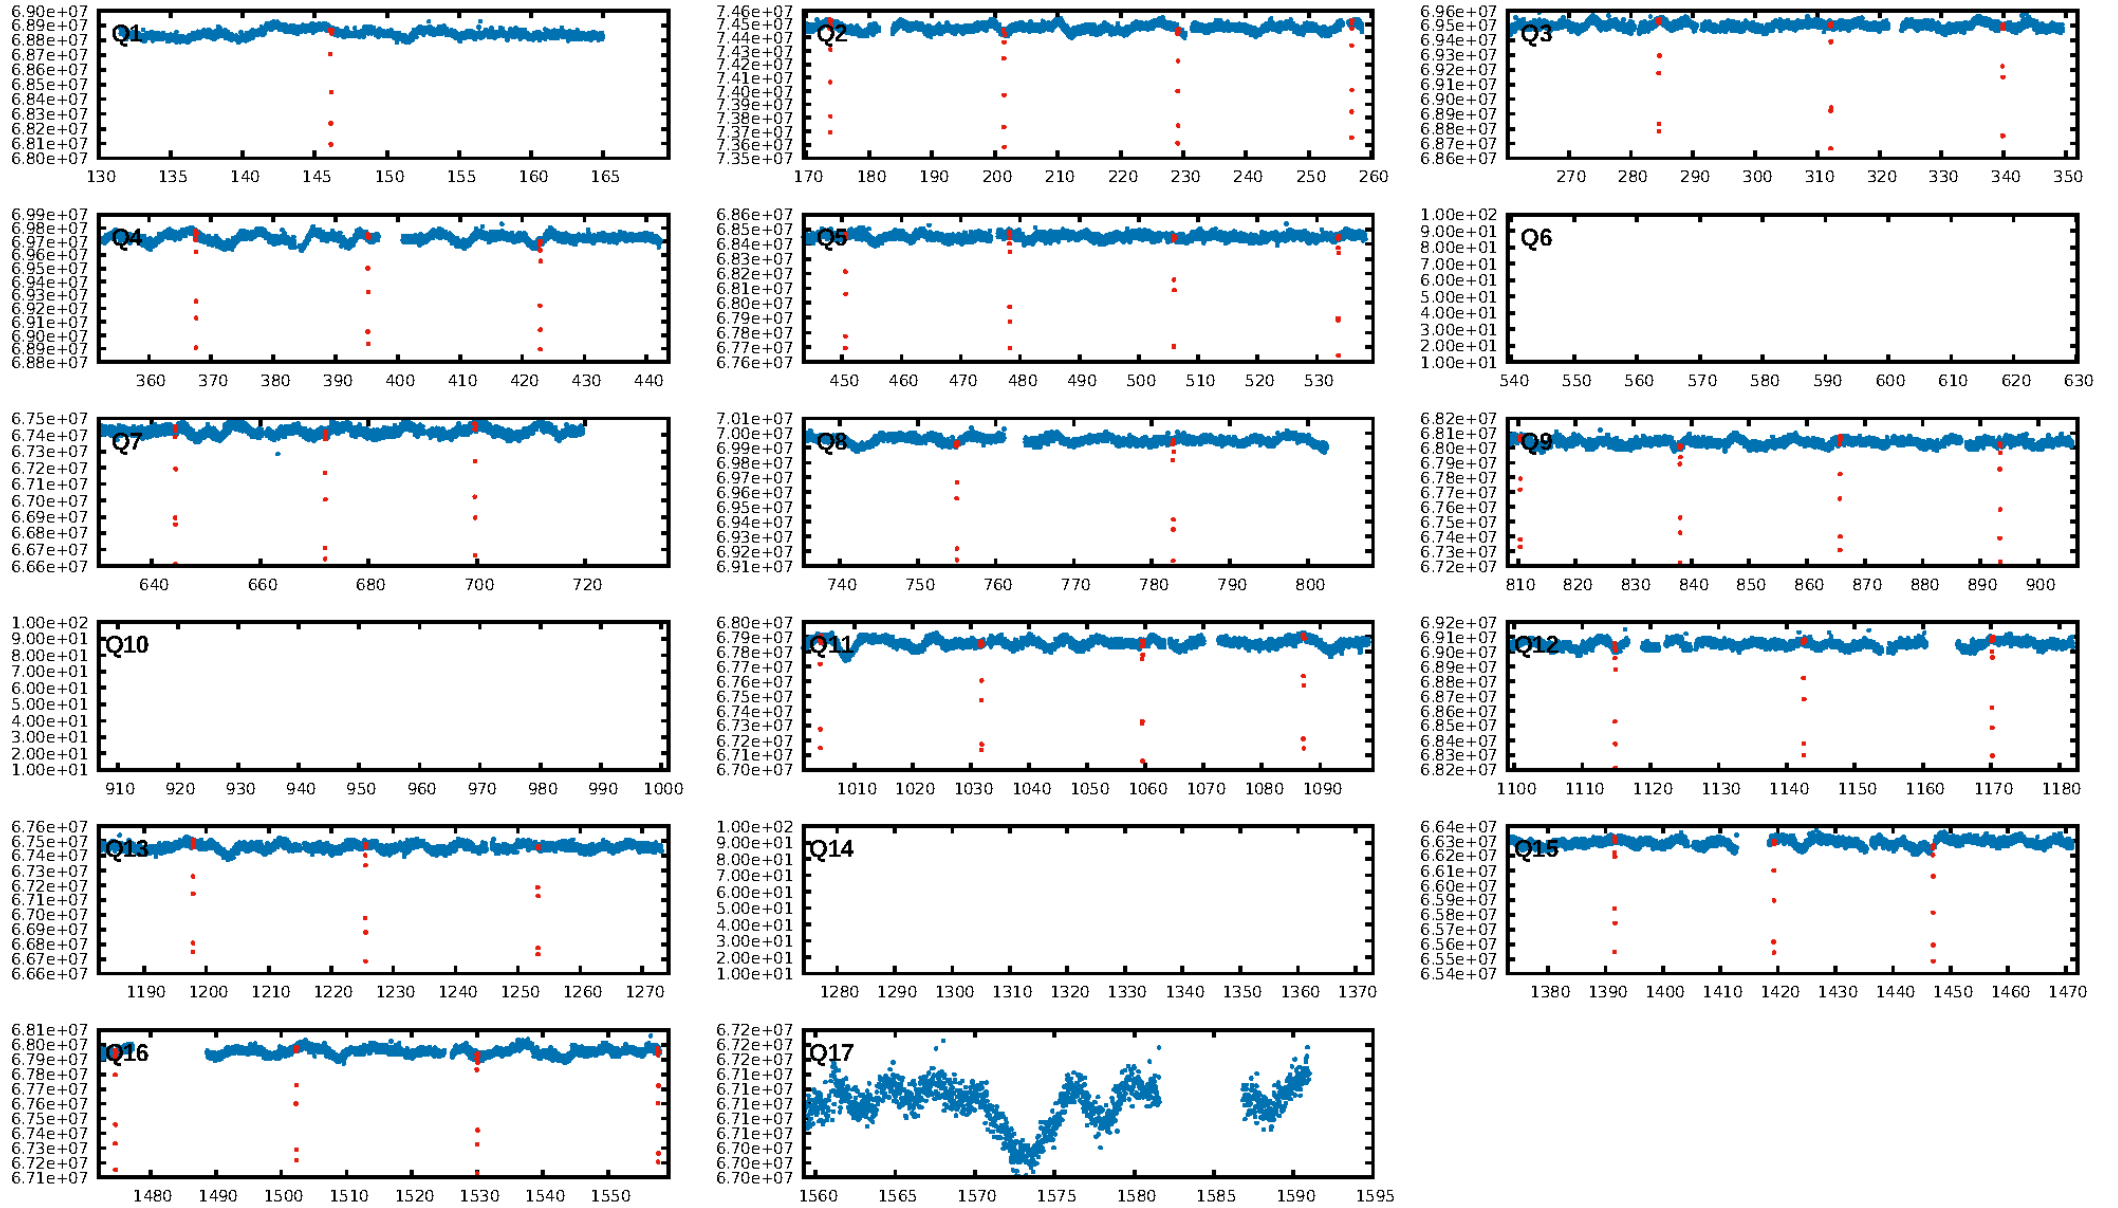 6.90e+07
6.89e+07
6.88e+07
6.87e+07
6.86e+07
6.85e+07
6.84e+07
6.83e+07
6.82e+07
6.81e+07
6.80e+07
Q1
130 135 140 145 150 155 160 165
7.46e+07
7.45e+07
7.44e+07
7.43e+07
7.42e+07
7.41e+07
7.40e+07
7.39e+07
7.38e+07
7.37e+07
7.36e+07
7.35e+07
Q2
170 180 190 200 210 220 230 240 250 260
6.96e+07
6.95e+07
6.94e+07
6.93e+07
6.92e+07
6.91e+07
6.90e+07
6.89e+07
6.88e+07
6.87e+07
6.86e+07
Q3
270 280 290 300 310 320 330 340 350
6.99e+07
6.98e+07
6.97e+07
6.96e+07
6.95e+07
6.94e+07
6.93e+07
6.92e+07
6.91e+07
6.90e+07
6.89e+07
6.88e+07
Q4
360 370 380 390 400 410 420 430 440
6.86e+07
6.85e+07
6.84e+07
6.83e+07
6.82e+07
6.81e+07
6.80e+07
6.79e+07
6.78e+07
6.77e+07
6.76e+07
Q5
450 460 470 480 490 500 510 520 530
1.00e+02
9.00e+01
8.00e+01
7.00e+01
6.00e+01
5.00e+01
4.00e+01
3.00e+01
2.00e+01
1.00e+01
Q6
540 550 560 570 580 590 600 610 620 630
6.75e+07
6.74e+07
6.73e+07
6.72e+07
6.71e+07
6.70e+07
6.69e+07
6.68e+07
6.67e+07
6.66e+07
Q7
640 660 680 700 720
7.01e+07
7.00e+07
6.99e+07
6.98e+07
6.97e+07
6.96e+07
6.95e+07
6.94e+07
6.93e+07
6.92e+07
6.91e+07
Q8
740 750 760 770 780 790 800
6.82e+07
6.81e+07
6.80e+07
6.79e+07
6.78e+07
6.77e+07
6.76e+07
6.75e+07
6.74e+07
6.73e+07
6.72e+07
Q9
810 820 830 840 850 860 870 880 890 900
1.00e+02
9.00e+01
8.00e+01
7.00e+01
6.00e+01
5.00e+01
4.00e+01
3.00e+01
2.00e+01
1.00e+01
Q10
910 920 930 940 950 960 970 980 990 1000
6.80e+07
6.79e+07
6.78e+07
6.77e+07
6.76e+07
6.75e+07
6.74e+07
6.73e+07
6.72e+07
6.71e+07
6.70e+07
Q11
1010 1020 1030 1040 1050 1060 1070 1080 1090
6.92e+07
6.91e+07
6.90e+07
6.89e+07
6.88e+07
6.87e+07
6.86e+07
6.85e+07
6.84e+07
6.83e+07
6.82e+07
Q12
1100 1110 1120 1130 1140 1150 1160 1170 1180
6.76e+07
6.75e+07
6.74e+07
6.73e+07
6.72e+07
6.71e+07
6.70e+07
6.69e+07
6.68e+07
6.67e+07
6.66e+07
Q13
1190 1200 1210 1220 1230 1240 1250 1260 1270
1.00e+02
9.00e+01
8.00e+01
7.00e+01
6.00e+01
5.00e+01
4.00e+01
3.00e+01
2.00e+01
1.00e+01
Q14
1280 1290 1300 1310 1320 1330 1340 1350 1360 1370
6.64e+07
6.63e+07
6.62e+07
6.61e+07
6.60e+07
6.59e+07
6.58e+07
6.57e+07
6.56e+07
6.55e+07
6.54e+07
Q15
1380 1390 1400 1410 1420 1430 1440 1450 1460 1470
6.81e+07
6.80e+07
6.79e+07
6.78e+07
6.77e+07
6.76e+07
6.75e+07
6.74e+07
6.73e+07
6.72e+07
6.71e+07
Q16
1480 1490 1500 1510 1520 1530 1540 1550
6.72e+07
6.72e+07
6.71e+07
6.71e+07
6.71e+07
6.71e+07
6.71e+07
6.70e+07
6.70e+07
6.70e+07
Q17
1560 1565 1570 1575 1580 1585 1590 1595